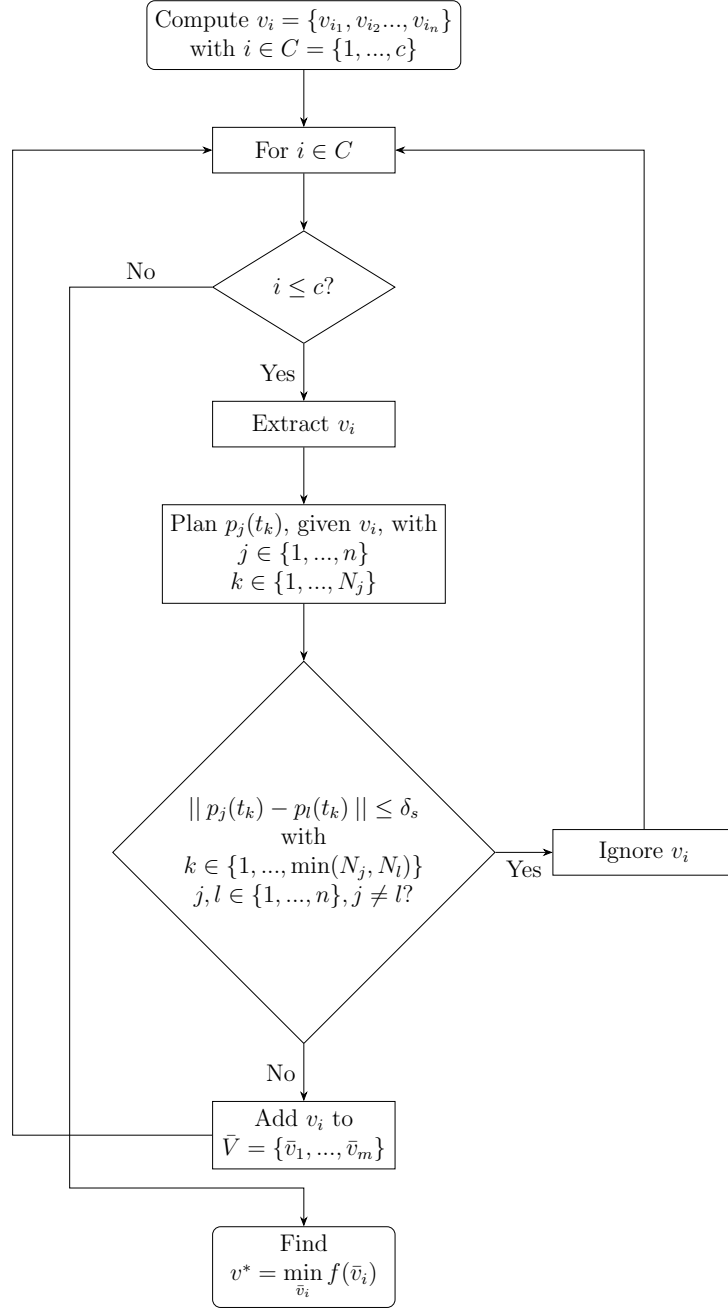 Compute $v_i = \{v_{i_1}, v_{i_2}..., v_{i_n}\}$
with $i \in C = \{1, ..., c\}$
For $i \in C$
No
$i \leq c?$
Yes
Extract $v_i$
Plan $p_j(t_k)$, given $v_i$, with
$j \in \{1, ..., n\}$
$k \in \{1, ..., N_j\}$
$|| p_j(t_k) - p_l(t_k) || \leq \delta_s$
with
$k \in \{1, ..., \min(N_j, N_l)\}$
$j, l \in \{1, ..., n\}, j \neq l?$
Yes
Ignore $v_i$
No
Add $v_i$ to
$\bar{V} = \{\bar{v}_1, ..., \bar{v}_m\}$
Find
$v^* = \min_{\bar{v}_i} f(\bar{v}_i)$